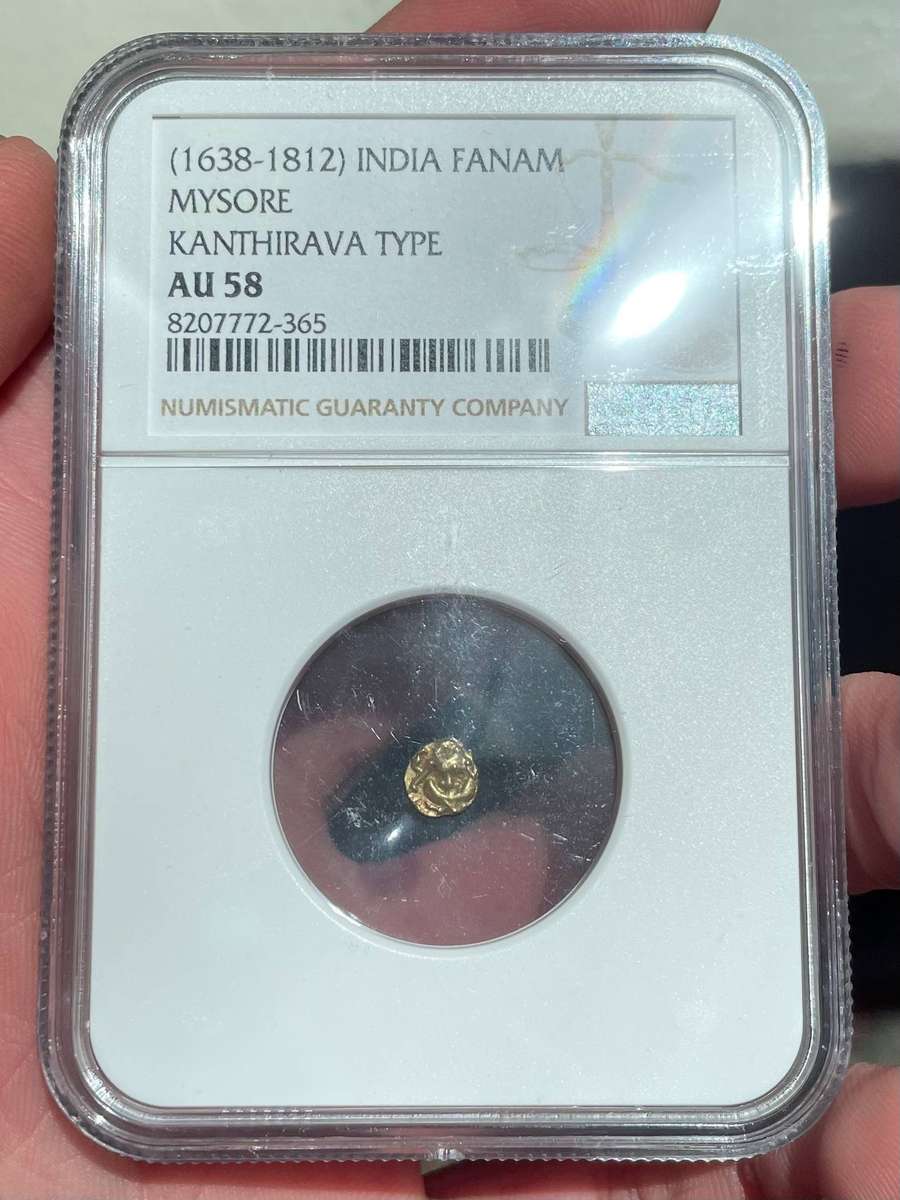 (1638-1812) INDIA FANAM
MYSORE
KANTHIRAVA TYPE
AU 58
8207772-365
NUMISMATIC GUARANTY COMPANY